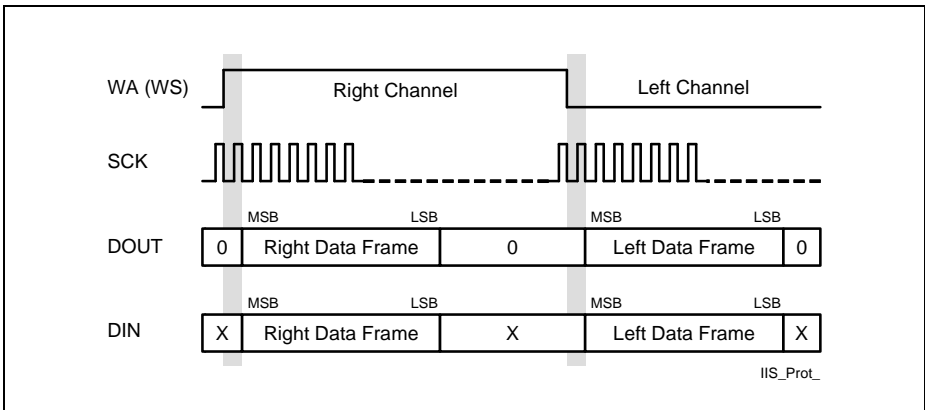 WA (WS)
Right Channel
Left Channel
SCK
MSB
LSB
MSB
LSB
DOUT
0
Right Data Frame
0
Left Data Frame
0
MSB
LSB
MSB
LSB
DIN
X
Right Data Frame
X
Left Data Frame
X
IIS_Prot_